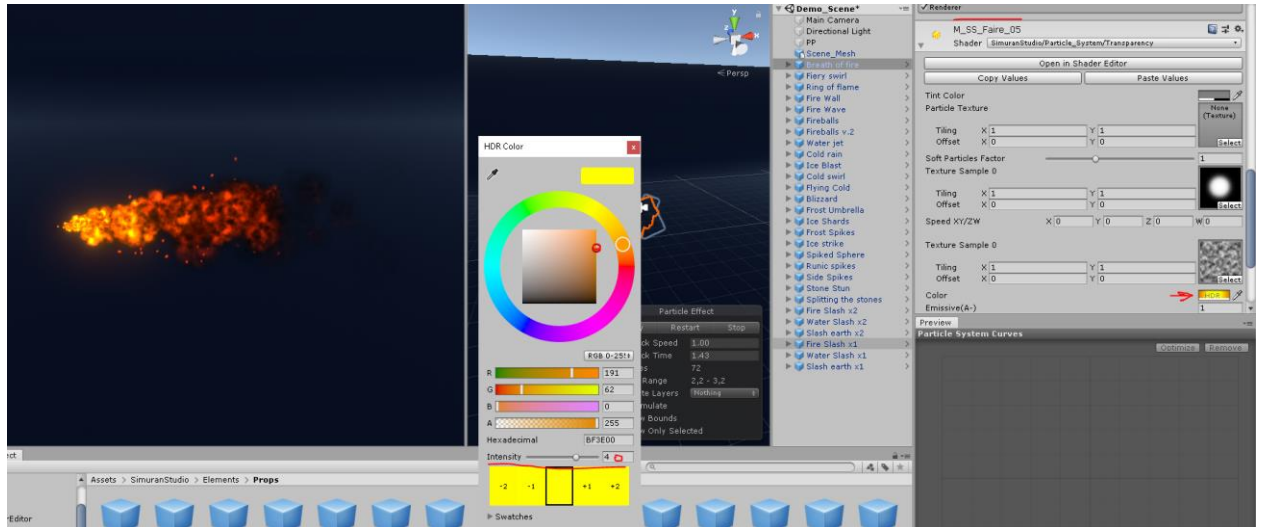 Demo_Scene*
Main Camera
Directional Light
PP
Scene_Mesh
Breath of fire
Fiery swirl
Ring of flame
Fire Wall
Fire Wave
Fireballs
Fireballs v.2
Water jet
Cold rain
Ice Blast
Cold swirl
Flying Cold
Blizzard
Frost Umbrella
Ice Shards
Frost Spikes
Ice strike
Spiked Sphere
Runic spikes
Side Spikes
Stone Stun
Splitting the stones
Fire Slash x2
Water Slash x2
Slash earth x2
Fire Slash x1
Water Slash x1
Slash earth x1
y
x
Persp
HDR Color
RGB 0-255
R 191
G 62
B 0
A 255
Hexadecimal BF3E00
Intensity 4
-2 -1 +1 +2
Swatches
Particle Effect
Restart Stop
ck Speed 1.00
ck Time 1.43
es 72
Range 2,2 - 3,2
te Layers Nothing
mulate
w Bounds
w Only Selected
Renderer
M_SS_Faire_05
Shader SimuranStudio/Particle_System/Transparency
Open in Shader Editor
Copy Values Paste Values
Tint Color
Particle Texture None
(Texture)
Tiling X 1 Y 1
Offset X 0 Y 0 Select
Soft Particles Factor 1
Texture Sample 0
Tiling X 1 Y 1
Offset X 0 Y 0 Select
Speed XY/ZW X 0 Y 0 Z 0 W 0
Texture Sample 0
Tiling X 1 Y 1
Offset X 0 Y 0 Select
Color HDR
Emissive(A-) 1
Preview
Particle System Curves
Optimize Remove
ect
Assets > SimuranStudio > Elements > Props
rEditor